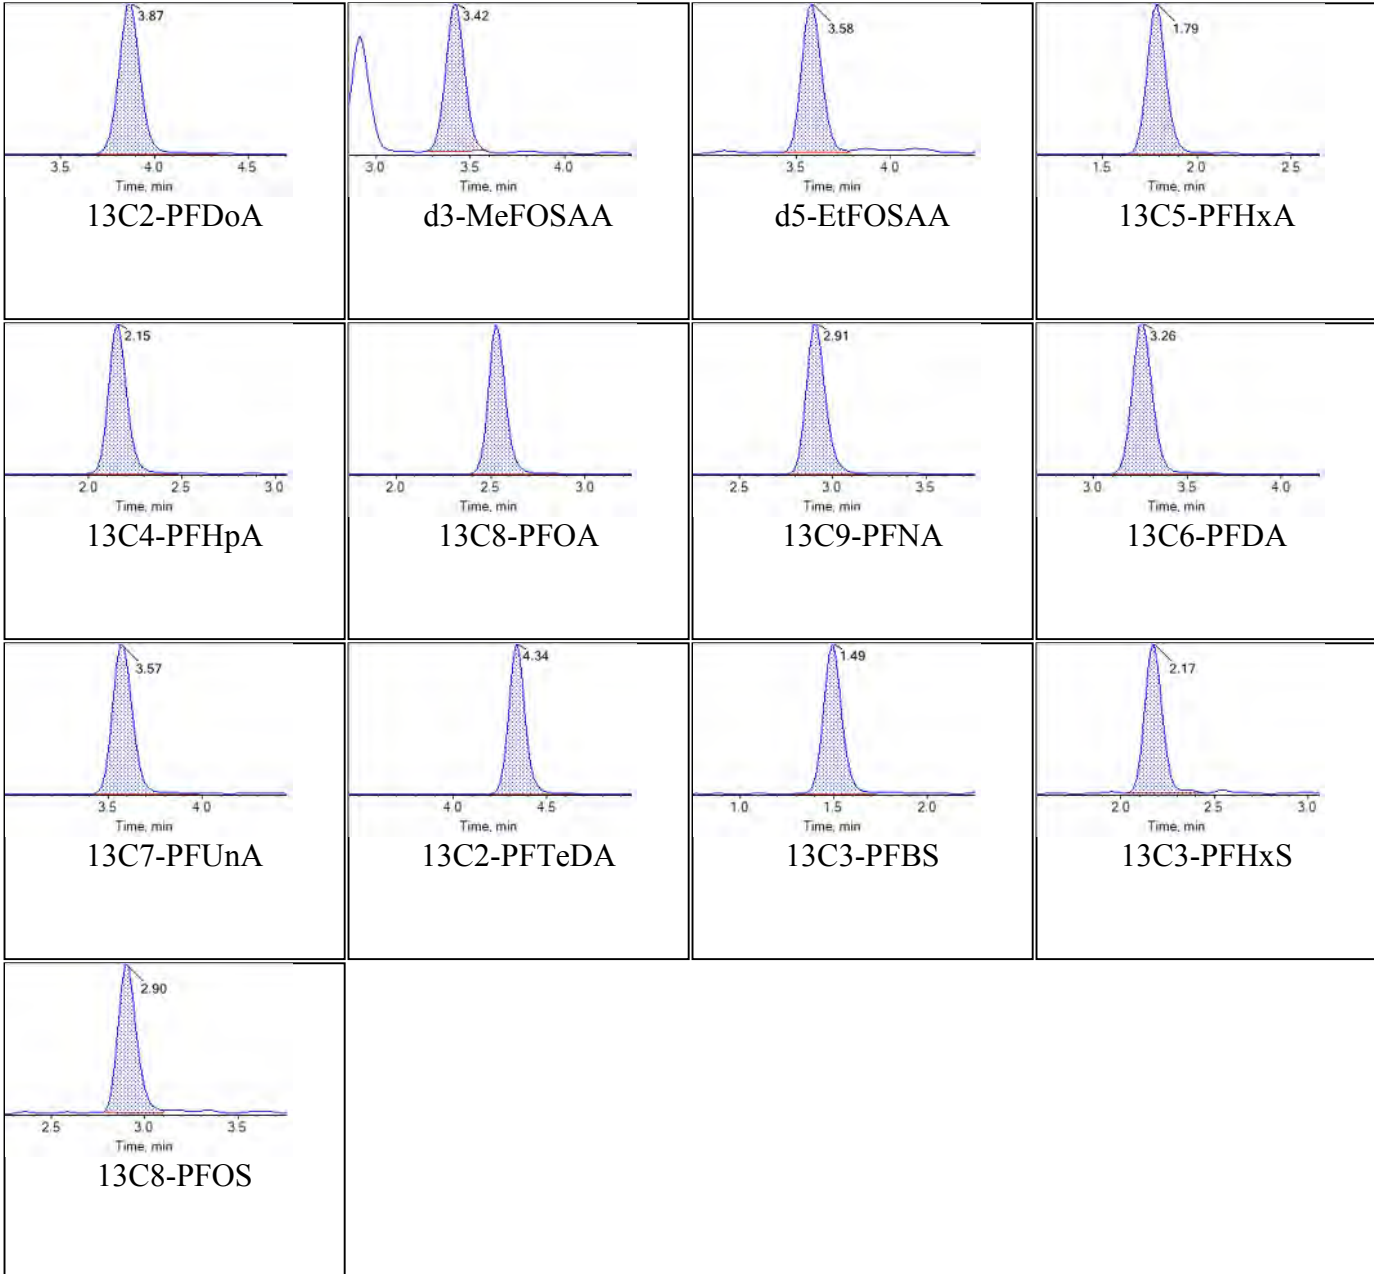 3.87
3.5 4.0 4.5
Time, min
13C2-PFDoA
3.42
3.0 3.5 4.0
Time, min
d3-MeFOSAA
3.58
3.5 4.0
Time, min
d5-EtFOSAA
1.79
1.5 2.0 2.5
Time, min
13C5-PFHxA
2.15
2.0 2.5 3.0
Time, min
13C4-PFHpA
2.0 2.5 3.0
Time, min
13C8-PFOA
2.91
2.5 3.0 3.5
Time, min
13C9-PFNA
3.26
3.0 3.5 4.0
Time, min
13C6-PFDA
3.57
3.5 4.0
Time, min
13C7-PFUnA
4.34
4.0 4.5
Time, min
13C2-PFTeDA
1.49
1.0 1.5 2.0
Time, min
13C3-PFBS
2.17
2.0 2.5 3.0
Time, min
13C3-PFHxS
2.90
2.5 3.0 3.5
Time, min
13C8-PFOS